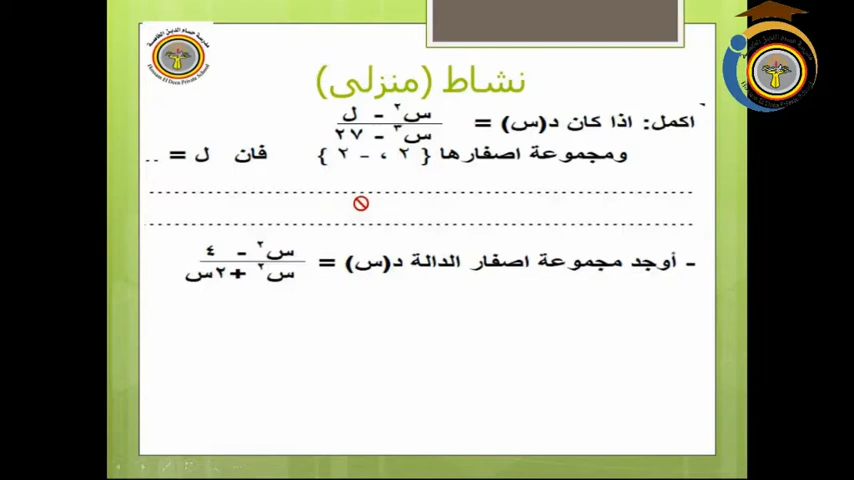 نشاط (منزلى)
اكمل: اذا كان د(س) = (س٢ - ل) / (س٣ - ٢٧)
ومجموعة اصفارها { ٢ ، - ٢ } فان ل = ..
- أوجد مجموعة اصفار الدالة د(س) = (س٢ - ٤) / (س٢ + ٢س)